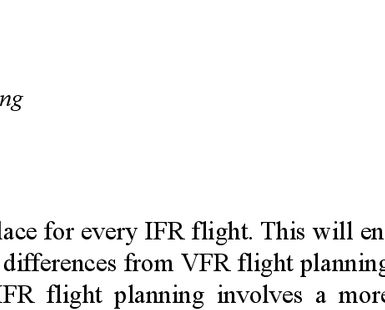 ng
lace for every IFR flight. This will en
differences from VFR flight planning
IFR flight planning involves a more